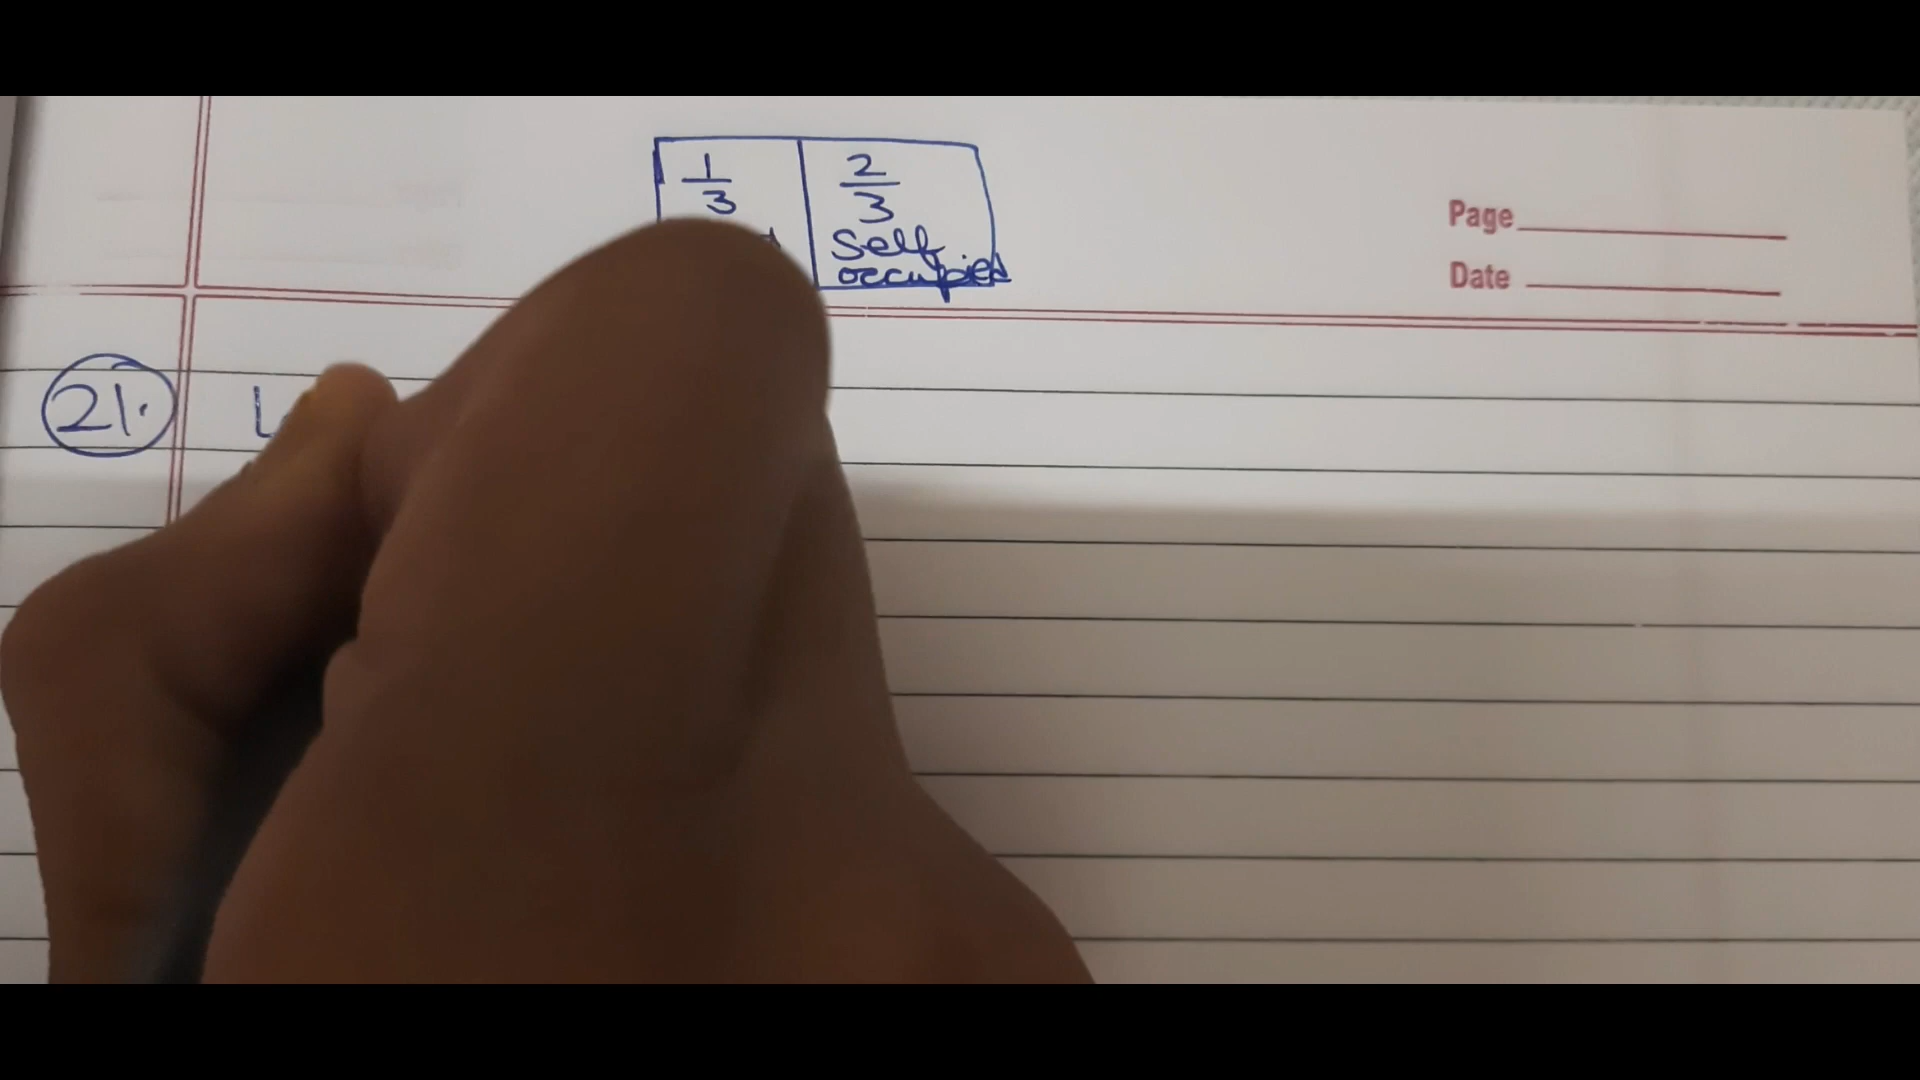 1/3 2/3
Self
occupied
Page
Date
21.